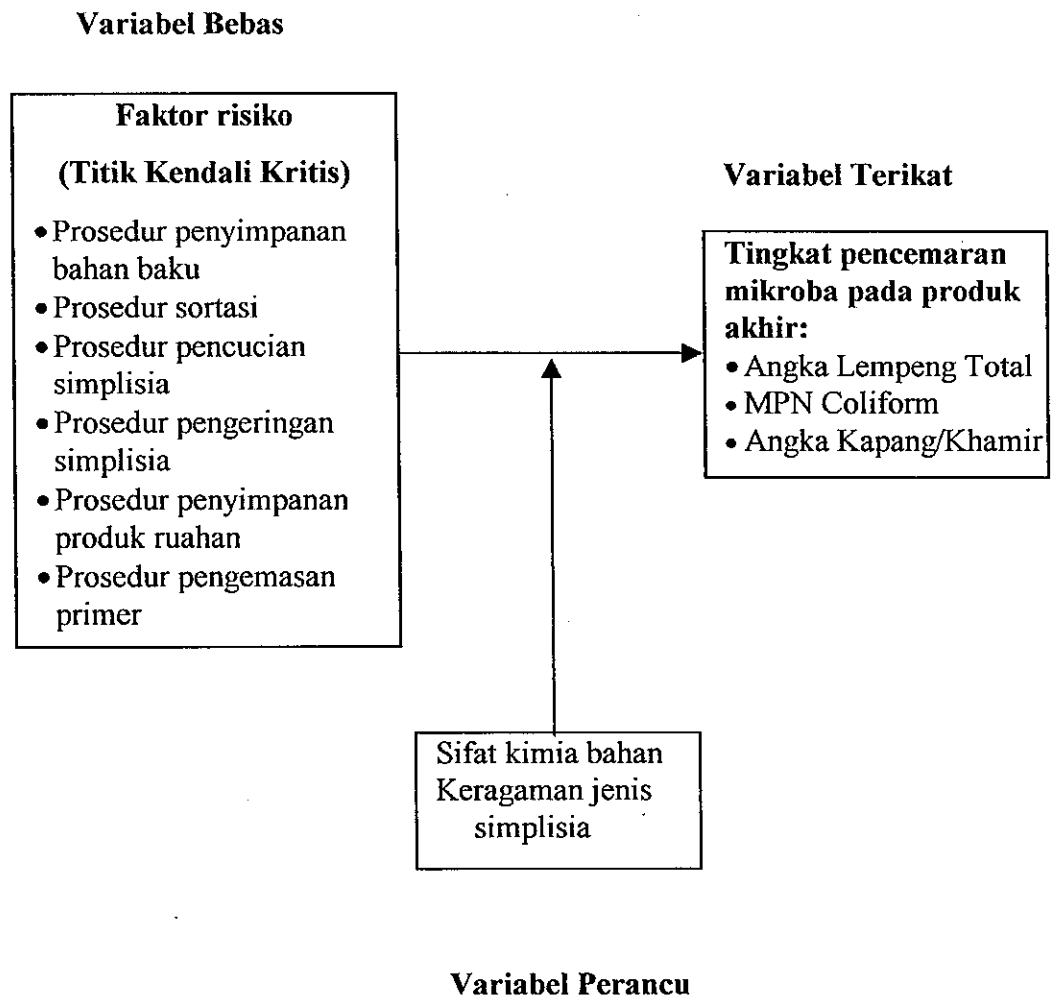 Variabel Bebas
Faktor risiko
(Titik Kendali Kritis)
• Prosedur penyimpanan
bahan baku
• Prosedur sortasi
• Prosedur pencucian
simplisia
• Prosedur pengeringan
simplisia
• Prosedur penyimpanan
produk ruahan
• Prosedur pengemasan
primer
Variabel Terikat
Tingkat pencemaran
mikroba pada produk
akhir:
• Angka Lempeng Total
• MPN Coliform
• Angka Kapang/Khamir
Sifat kimia bahan
Keragaman jenis
simplisia
Variabel Perancu